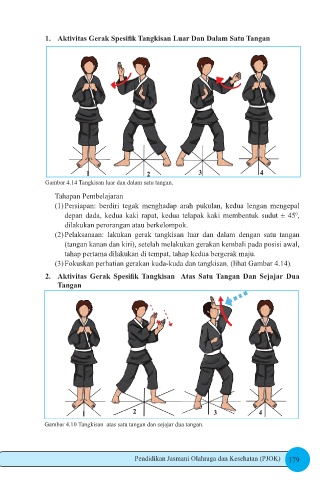 1. Aktivitas Gerak Spesifik Tangkisan Luar Dan Dalam Satu Tangan
1 2 3 4
Gambar 4.14 Tangkisan luar dan dalam satu tangan.
Tahapan Pembelajaran
(1) Persiapan: berdiri tegak menghadap arah pukulan, kedua lengan mengepal
depan dada, kedua kaki rapat, kedua telapak kaki membentuk sudut ± 45⁰,
dilakukan perorangan atau berkelompok.
(2) Pelaksanaan: lakukan gerak tangkisan luar dan dalam dengan satu tangan
(tangan kanan dan kiri), setelah melakukan gerakan kembali pada posisi awal,
tahap pertama dilakukan di tempat, tahap kedua bergerak maju.
(3) Fokuskan perhatian gerakan kuda-kuda dan tangkisan, (lihat Gambar 4.14).
2. Aktivitas Gerak Spesifik Tangkisan Atas Satu Tangan Dan Sejajar Dua
Tangan
1 2 3 4
Gambar 4.19 Tangkisan atas satu tangan dan sejajar dua tangan.
Pendidikan Jasmani Olahraga dan Kesehatan (PJOK) 179